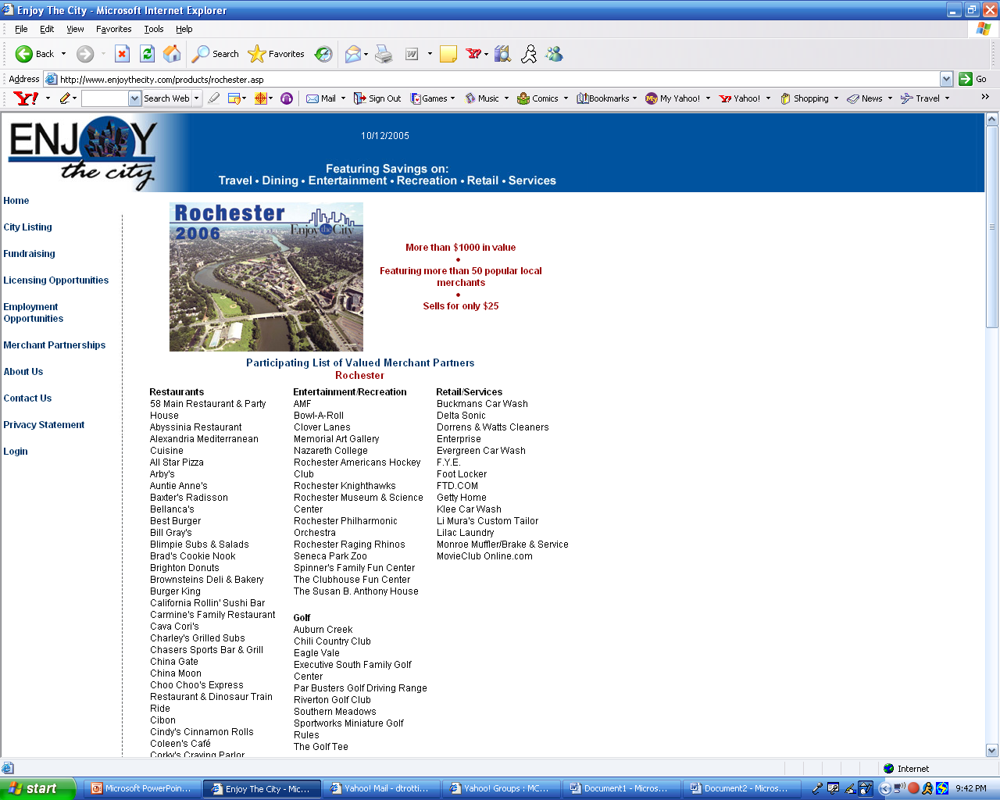 Enjoy The City - Microsoft Internet Explorer
File Edit View Favorites Tools Help
Back Search Favorites
Address http://www.enjoythecity.com/products/rochester.asp Go
Y! Search Web Mail Sign Out Games Music Comics Bookmarks My Yahoo! Yahoo! Shopping News Travel
ENJOY
the city
10/12/2005
Featuring Savings on:
Travel • Dining • Entertainment • Recreation • Retail • Services
Home
City Listing
Fundraising
Licensing Opportunities
Employment
Opportunities
Merchant Partnerships
About Us
Contact Us
Privacy Statement
Login
Rochester
2006
Enjoy the City
More than $1000 in value
•
Featuring more than 50 popular local
merchants
•
Sells for only $25
Participating List of Valued Merchant Partners
Rochester
Restaurants
58 Main Restaurant & Party
House
Abyssinia Restaurant
Alexandria Mediterranean
Cuisine
All Star Pizza
Arby's
Auntie Anne's
Baxter's Radisson
Bellanca's
Best Burger
Bill Gray's
Blimpie Subs & Salads
Brad's Cookie Nook
Brighton Donuts
Brownsteins Deli & Bakery
Burger King
California Rollin' Sushi Bar
Carmine's Family Restaurant
Cava Cori's
Charley's Grilled Subs
Chasers Sports Bar & Grill
China Gate
China Moon
Choo Choo's Express
Restaurant & Dinosaur Train
Ride
Cibon
Cindy's Cinnamon Rolls
Coleen's Café
Corky's Craving Parlor
Entertainment/Recreation
AMF
Bowl-A-Roll
Clover Lanes
Memorial Art Gallery
Nazareth College
Rochester Americans Hockey
Club
Rochester Knighthawks
Rochester Museum & Science
Center
Rochester Philharmonic
Orchestra
Rochester Raging Rhinos
Seneca Park Zoo
Spinner's Family Fun Center
The Clubhouse Fun Center
The Susan B. Anthony House
Golf
Auburn Creek
Chili Country Club
Eagle Vale
Executive South Family Golf
Center
Par Busters Golf Driving Range
Riverton Golf Club
Southern Meadows
Sportworks Miniature Golf
Rules
The Golf Tee
Retail/Services
Buckmans Car Wash
Delta Sonic
Dorrens & Watts Cleaners
Enterprise
Evergreen Car Wash
F.Y.E.
Foot Locker
FTD.COM
Getty Home
Klee Car Wash
Li Mura's Custom Tailor
Lilac Laundry
Monroe Muffler/Brake & Service
MovieClub Online.com
Internet
start Microsoft PowerPoin... Enjoy The City - Mic... Yahoo! Mail - dtrotti... Yahoo! Groups : MC... Document1 - Micros... Document2 - Micros... 9:42 PM